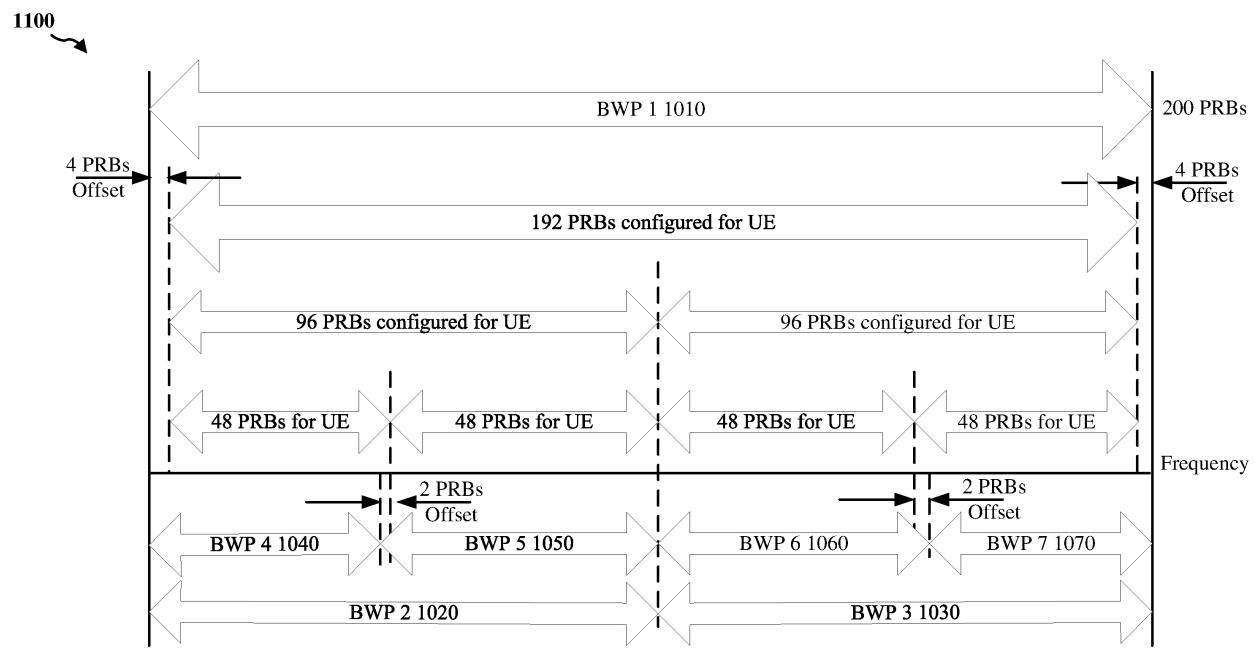 1100
BWP 1 1010
200 PRBs
4 PRBs
Offset
4 PRBs
Offset
192 PRBs configured for UE
96 PRBs configured for UE
96 PRBs configured for UE
48 PRBs for UE
48 PRBs for UE
48 PRBs for UE
48 PRBs for UE
Frequency
2 PRBs
Offset
2 PRBs
Offset
BWP 4 1040
BWP 5 1050
BWP 6 1060
BWP 7 1070
BWP 2 1020
BWP 3 1030